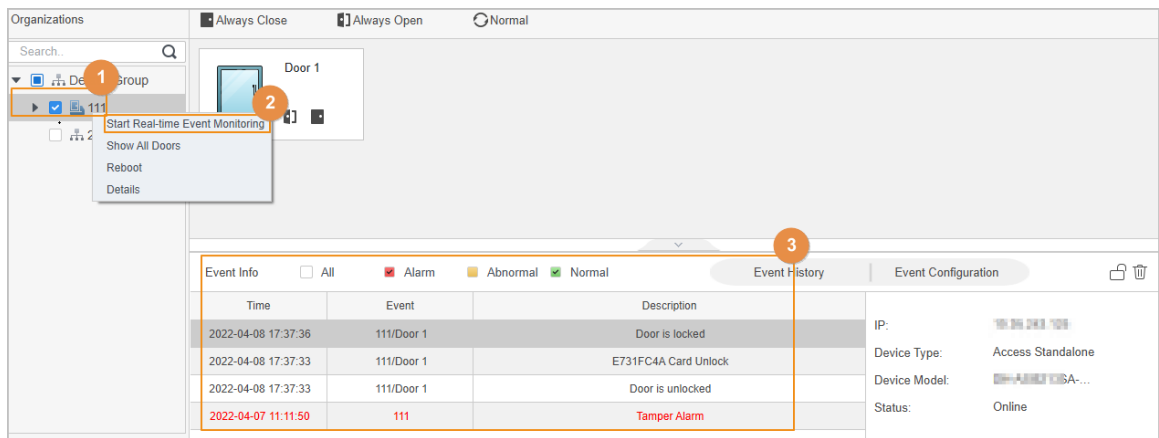 Organizations
Always Close
Always Open
Normal
Search..
1
Group
111
Door 1
2
Start Real-time Event Monitoring
Show All Doors
Reboot
Details
3
Event Info
All
Alarm
Abnormal
Normal
Event History
Event Configuration
Time
Event
Description
2022-04-08 17:37:36
111/Door 1
Door is locked
2022-04-08 17:37:33
111/Door 1
E731FC4A Card Unlock
2022-04-08 17:37:33
111/Door 1
Door is unlocked
2022-04-07 11:11:50
111
Tamper Alarm
IP:
Device Type:
Access Standalone
Device Model:
SA-...
Status:
Online